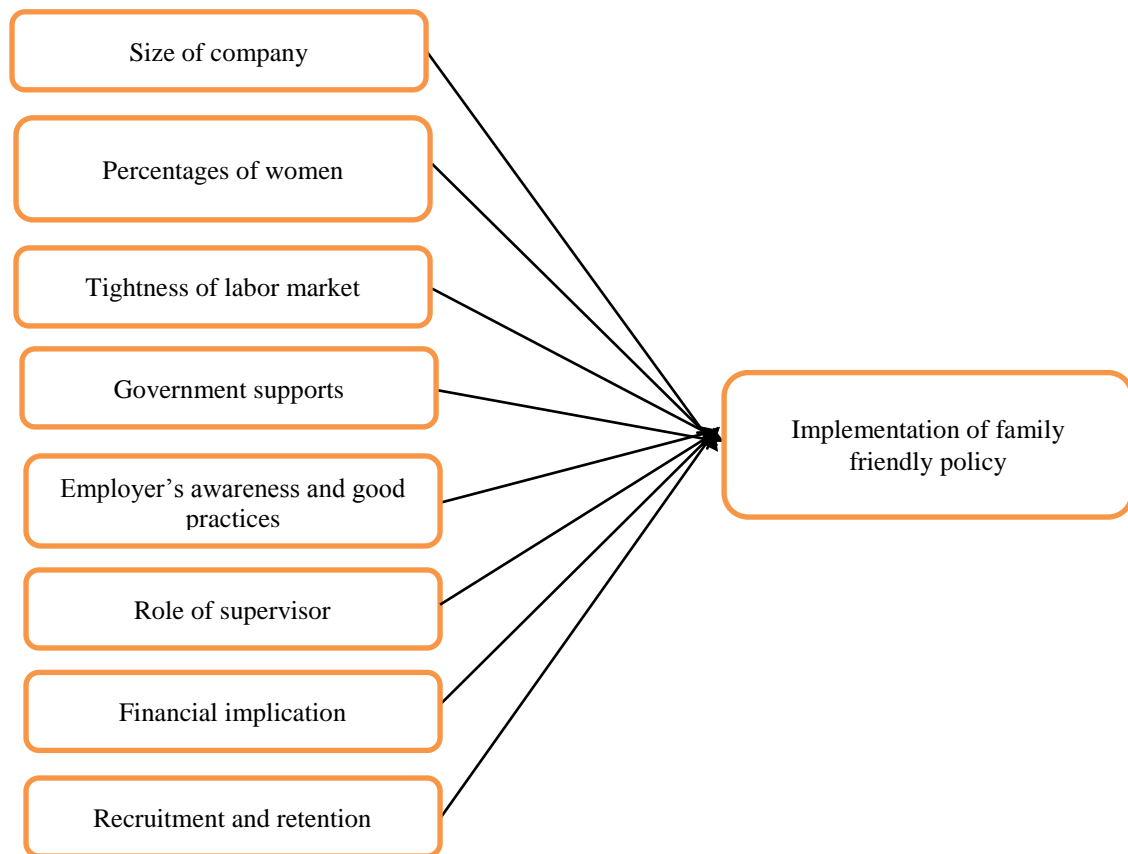 Size of company
Percentages of women
Tightness of labor market
Government supports
Employer's awareness and good
practices
Role of supervisor
Financial implication
Recruitment and retention
Implementation of family
friendly policy